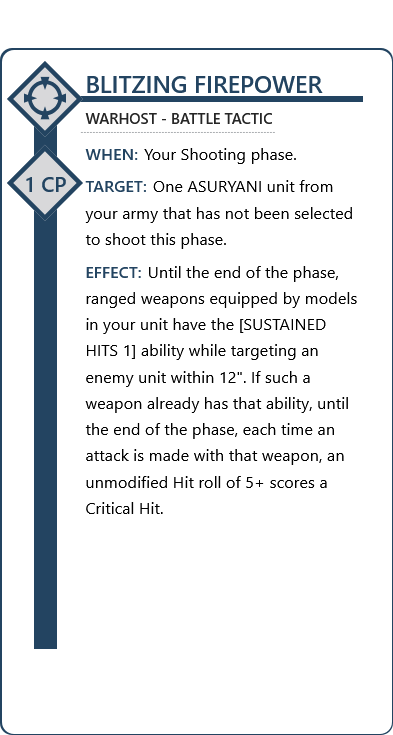 BLITZING FIREPOWER
WARHOST - BATTLE TACTIC
1 CP
WHEN: Your Shooting phase.
TARGET: One ASURYANI unit from
your army that has not been selected
to shoot this phase.
EFFECT: Until the end of the phase,
ranged weapons equipped by models
in your unit have the [SUSTAINED
HITS 1] ability while targeting an
enemy unit within 12". If such a
weapon already has that ability, until
the end of the phase, each time an
attack is made with that weapon, an
unmodified Hit roll of 5+ scores a
Critical Hit.